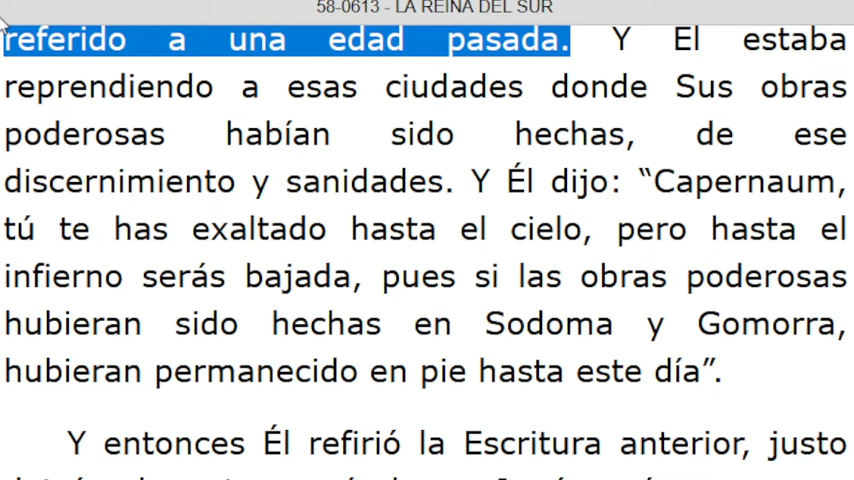 58-0613 - LA REINA DEL SUR
referido a una edad pasada. Y El estaba
reprendiendo a esas ciudades donde Sus obras
poderosas habían sido hechas, de ese
discernimiento y sanidades. Y Él dijo: “Capernaum,
tú te has exaltado hasta el cielo, pero hasta el
infierno serás bajada, pues si las obras poderosas
hubieran sido hechas en Sodoma y Gomorra,
hubieran permanecido en pie hasta este día”.
Y entonces Él refirió la Escritura anterior, justo